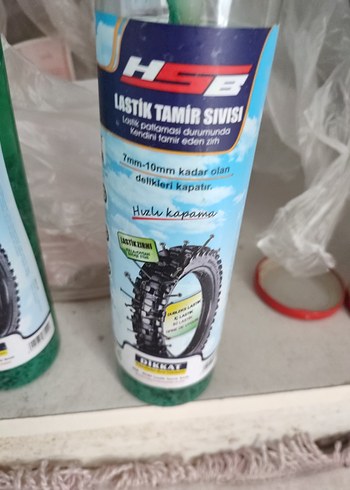 HSB
LASTİK TAMİR SIVISI
Lastik patlaması durumunda
Kendini tamir eden zırh
7mm-10mm kadar olan
delikleri kapatır.
Hızlı kapama
LASTİK ZIRHI
DİKKAT